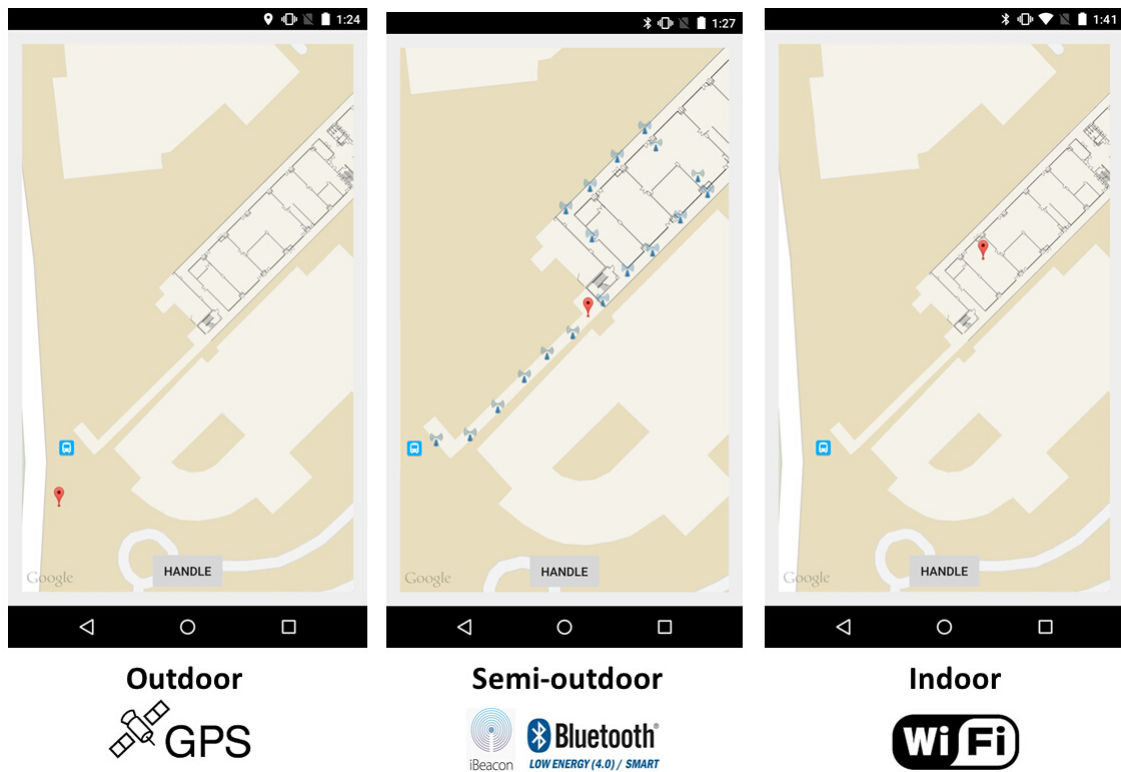 1:24
1:27
1:41
Google
HANDLE
Google
HANDLE
Google
HANDLE
Outdoor
Semi-outdoor
Indoor
GPS
iBeacon
Bluetooth®
LOW ENERGY (4.0) / SMART
Wi Fi